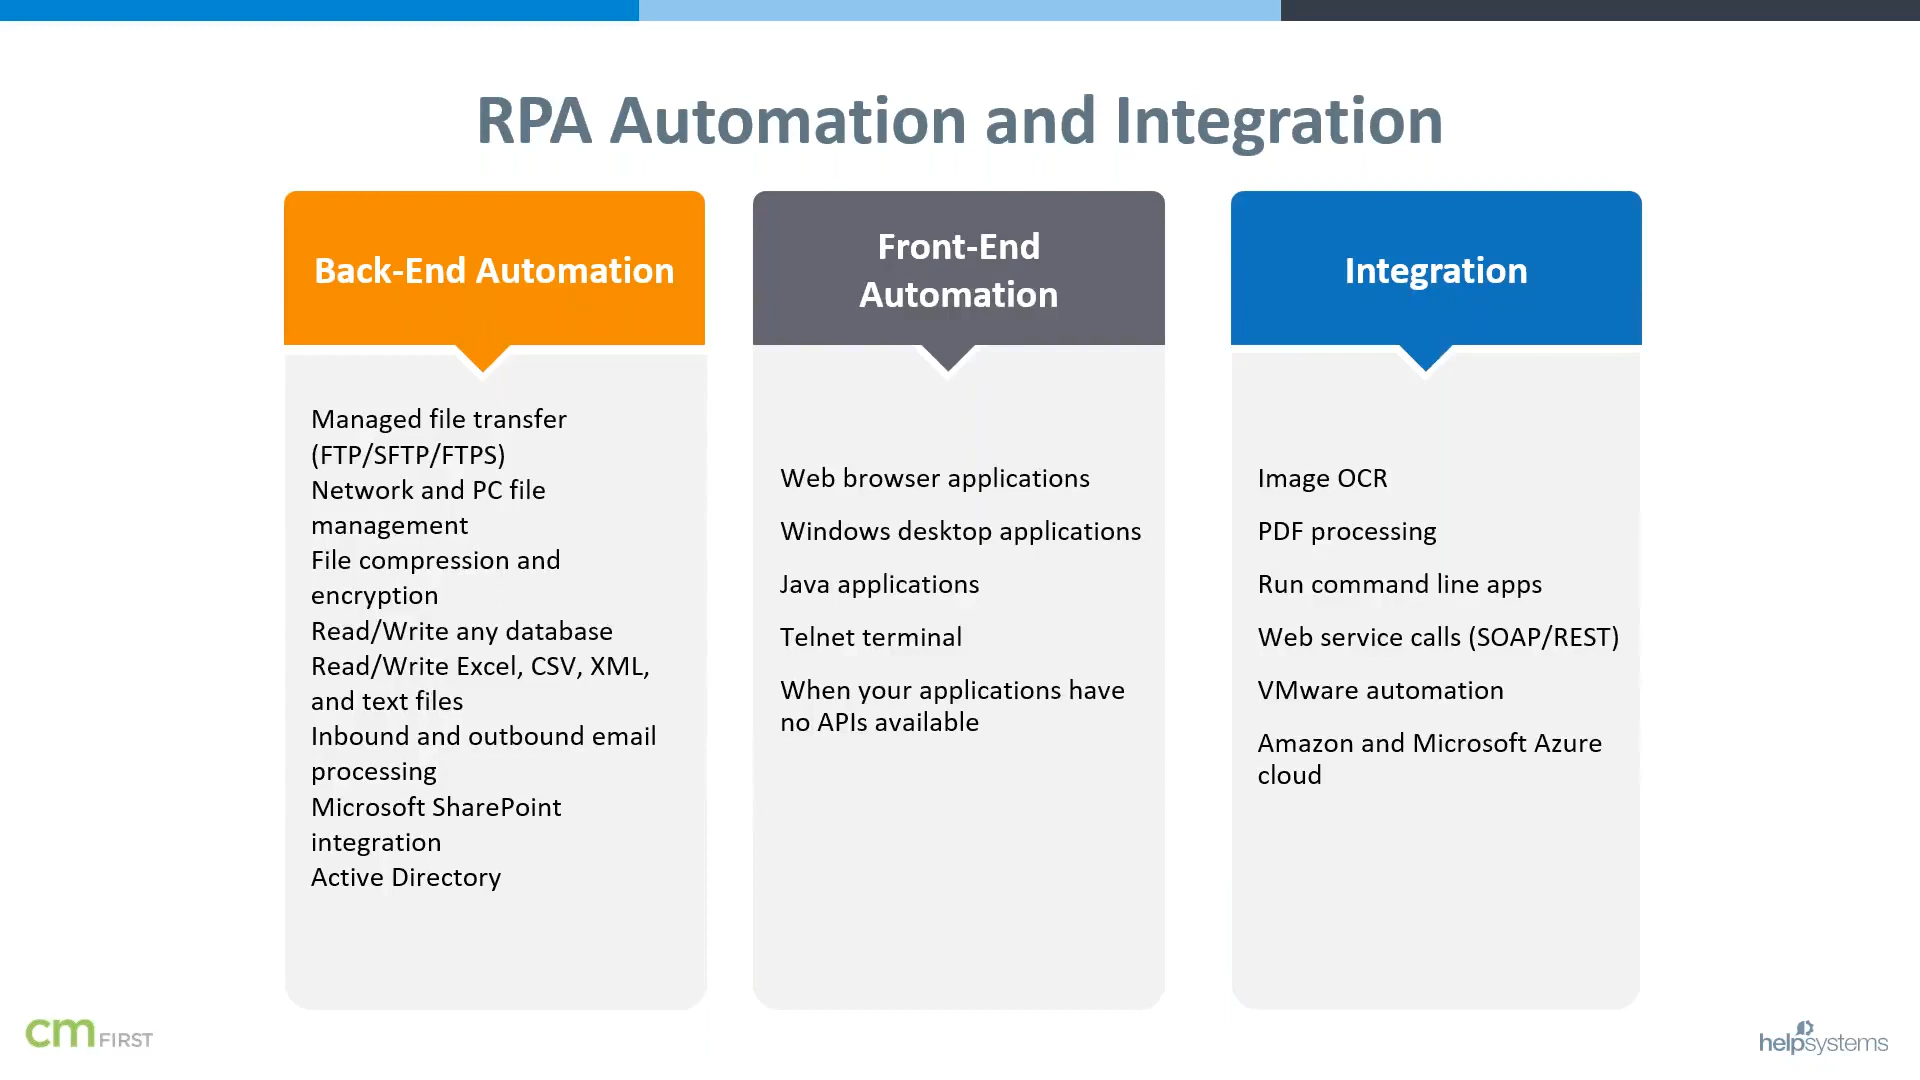 RPA Automation and Integration
Back-End Automation
Managed file transfer
(FTP/SFTP/FTPS)
Network and PC file
management
File compression and
encryption
Read/Write any database
Read/Write Excel, CSV, XML,
and text files
Inbound and outbound email
processing
Microsoft SharePoint
integration
Active Directory
Front-End
Automation
Web browser applications
Windows desktop applications
Java applications
Telnet terminal
When your applications have
no APIs available
Integration
Image OCR
PDF processing
Run command line apps
Web service calls (SOAP/REST)
VMware automation
Amazon and Microsoft Azure
cloud
cm FIRST
helpsystems